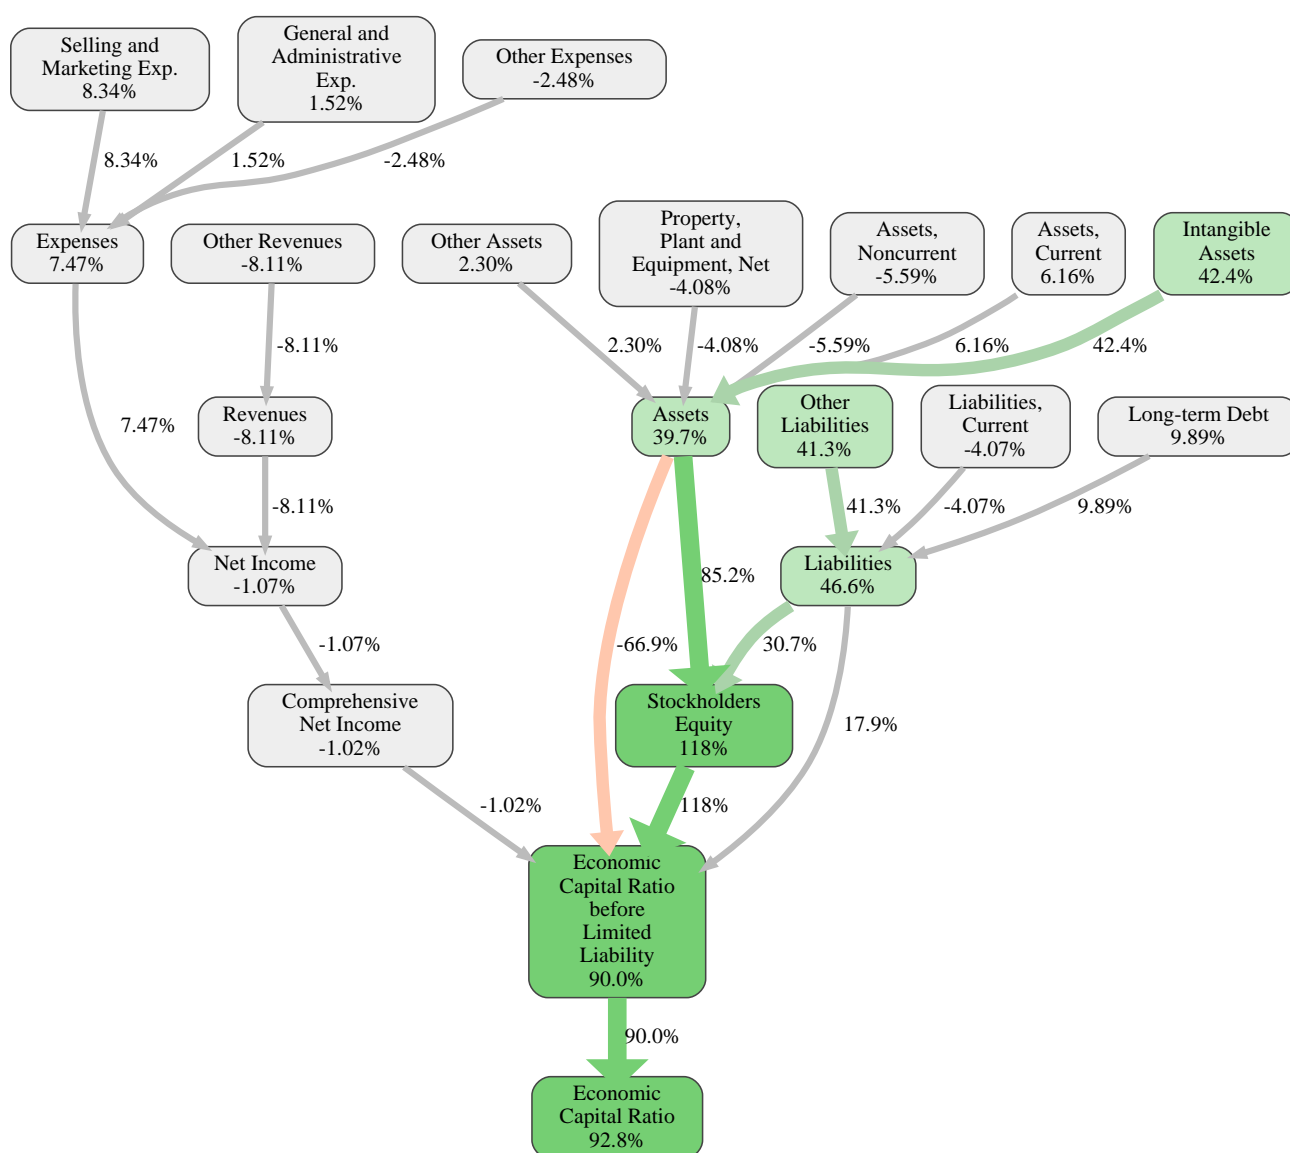 Selling and
Marketing Exp.
8.34%
General and
Administrative
Exp.
1.52%
Other Expenses
-2.48%
8.34%
1.52%
-2.48%
Expenses
7.47%
Other Revenues
-8.11%
Other Assets
2.30%
Property,
Plant and
Equipment, Net
-4.08%
Assets,
Noncurrent
-5.59%
Assets,
Current
6.16%
Intangible
Assets
42.4%
-8.11%
2.30%
-4.08%
-5.59%
6.16%
42.4%
7.47%
Revenues
-8.11%
Assets
39.7%
Other
Liabilities
41.3%
Liabilities,
Current
-4.07%
Long-term Debt
9.89%
-8.11%
41.3%
-4.07%
9.89%
Net Income
-1.07%
85.2%
Liabilities
46.6%
-1.07%
-66.9%
30.7%
Comprehensive
Net Income
-1.02%
Stockholders
Equity
118%
17.9%
-1.02%
118%
Economic
Capital Ratio
before
Limited
Liability
90.0%
90.0%
Economic
Capital Ratio
92.8%